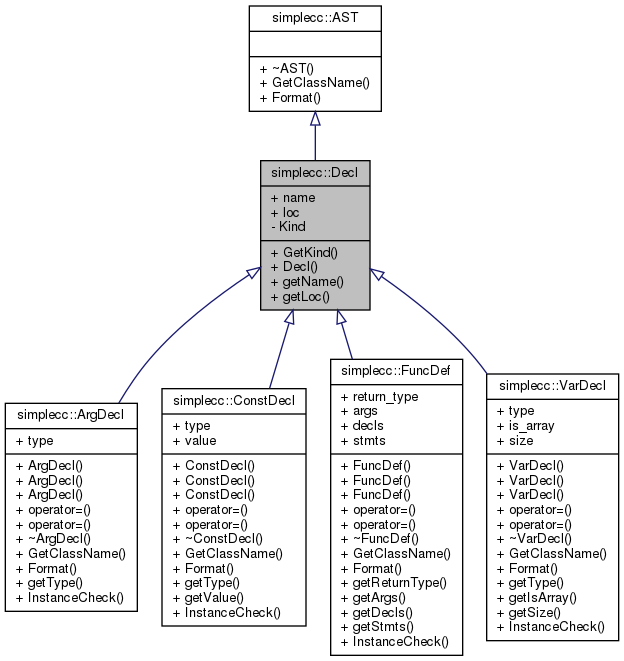 simplecc::AST
+ ~AST()
+ GetClassName()
+ Format()
simplecc::Decl
+ name
+ loc
- Kind
+ GetKind()
+ Decl()
+ getName()
+ getLoc()
simplecc::ArgDecl
+ type
+ ArgDecl()
+ ArgDecl()
+ ArgDecl()
+ operator=()
+ operator=()
+ ~ArgDecl()
+ GetClassName()
+ Format()
+ getType()
+ InstanceCheck()
simplecc::ConstDecl
+ type
+ value
+ ConstDecl()
+ ConstDecl()
+ ConstDecl()
+ operator=()
+ operator=()
+ ~ConstDecl()
+ GetClassName()
+ Format()
+ getType()
+ getValue()
+ InstanceCheck()
simplecc::FuncDef
+ return_type
+ args
+ decls
+ stmts
+ FuncDef()
+ FuncDef()
+ FuncDef()
+ operator=()
+ operator=()
+ ~FuncDef()
+ GetClassName()
+ Format()
+ getReturnType()
+ getArgs()
+ getDecls()
+ getStmts()
+ InstanceCheck()
simplecc::VarDecl
+ type
+ is_array
+ size
+ VarDecl()
+ VarDecl()
+ VarDecl()
+ operator=()
+ operator=()
+ ~VarDecl()
+ GetClassName()
+ Format()
+ getType()
+ getIsArray()
+ getSize()
+ InstanceCheck()